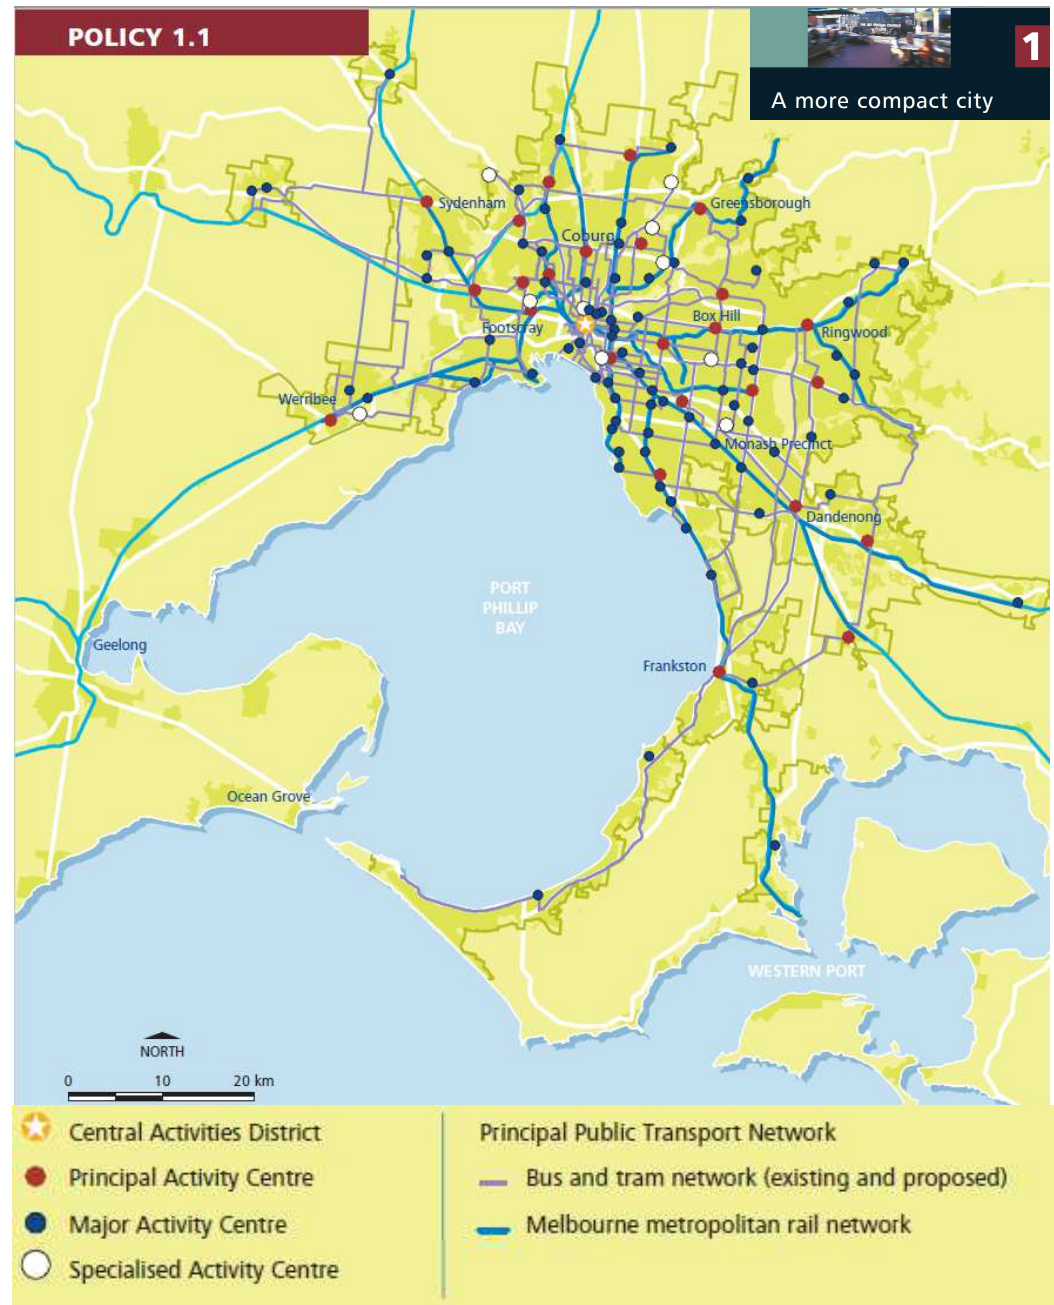 POLICY 1.1
1
A more compact city
Sydenham
Greensborough
Coburg
Footscray
Box Hill
Ringwood
Werribee
Monash Precinct
Dandenong
PORT
PHILLIP
BAY
Geelong
Frankston
Ocean Grove
WESTERN PORT
NORTH
0 10 20 km
Central Activities District
Principal Activity Centre
Major Activity Centre
Specialised Activity Centre
Principal Public Transport Network
Bus and tram network (existing and proposed)
Melbourne metropolitan rail network